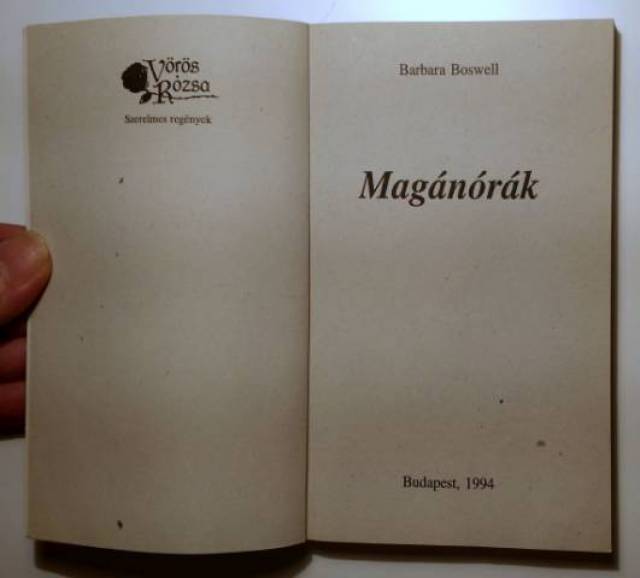 Vörös
Rózsa
Szerelmes regények
Barbara Boswell
Magánórák
Budapest, 1994